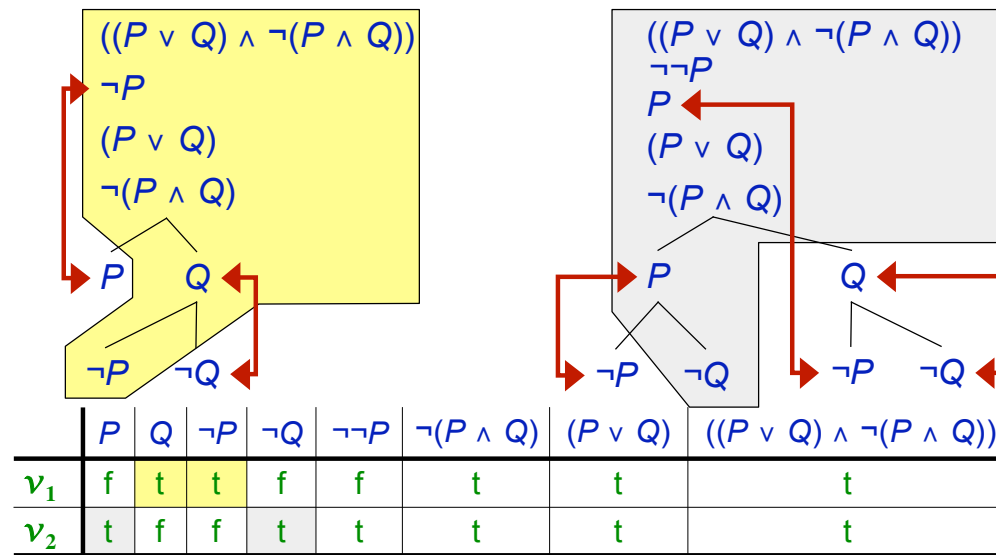 ((P ∨ Q) ∧ ¬(P ∧ Q))
¬P
(P ∨ Q)
¬(P ∧ Q)
P Q
¬P ¬Q
((P ∨ Q) ∧ ¬(P ∧ Q))
¬¬P
P
(P ∨ Q)
¬(P ∧ Q)
P Q
¬P ¬Q ¬P ¬Q
P Q ¬P ¬Q ¬¬P ¬(P ∧ Q) (P ∨ Q) ((P ∨ Q) ∧ ¬(P ∧ Q))
ν₁ f t t f f t t t
ν₂ t f f t t t t t